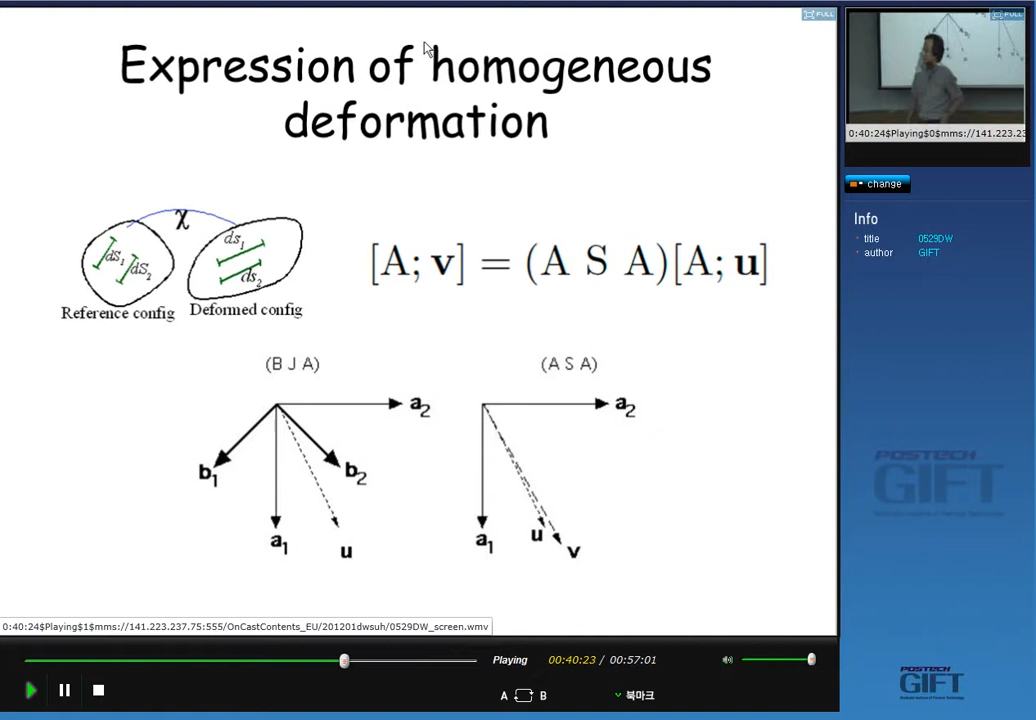 Expression of homogeneous
deformation
χ
dS1
dS2
ds1
ds2
Reference config
Deformed config
[A; v] = (A S A)[A; u]
(B J A)
a2
b1
b2
a1
u
(A S A)
a2
a1
u
v
0:40:24$Playing$1$mms://141.223.237.75:555/OnCastContents_EU/201201dwsuh/0529DW_screen.wmv
FULL
FULL
0:40:24$Playing$0$mms://141.223.23
change
Info
title 0529DW
author GIFT
POSTECH
GIFT
Playing 00:40:23 / 00:57:01
A B 북마크
POSTECH
GIFT